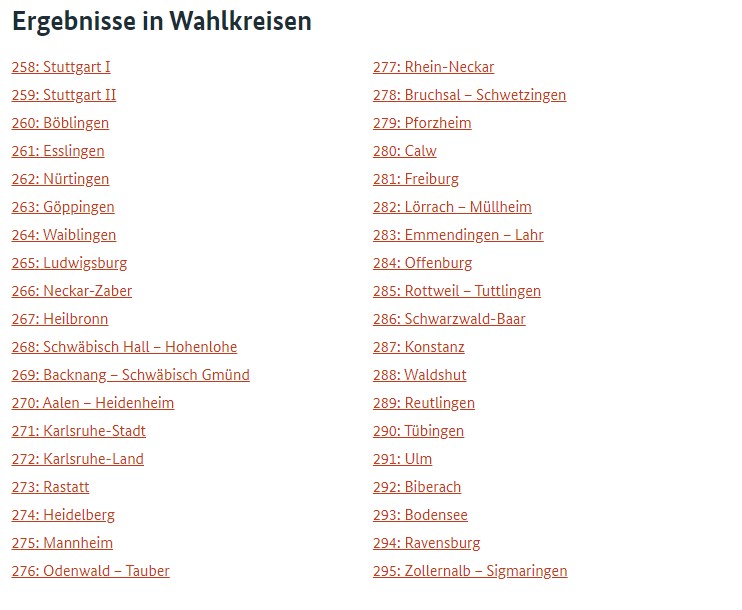 Ergebnisse in Wahlkreisen
258: Stuttgart I
259: Stuttgart II
260: Böblingen
261: Esslingen
262: Nürtingen
263: Göppingen
264: Waiblingen
265: Ludwigsburg
266: Neckar-Zaber
267: Heilbronn
268: Schwäbisch Hall – Hohenlohe
269: Backnang – Schwäbisch Gmünd
270: Aalen – Heidenheim
271: Karlsruhe-Stadt
272: Karlsruhe-Land
273: Rastatt
274: Heidelberg
275: Mannheim
276: Odenwald – Tauber
277: Rhein-Neckar
278: Bruchsal – Schwetzingen
279: Pforzheim
280: Calw
281: Freiburg
282: Lörrach – Müllheim
283: Emmendingen – Lahr
284: Offenburg
285: Rottweil – Tuttlingen
286: Schwarzwald-Baar
287: Konstanz
288: Waldshut
289: Reutlingen
290: Tübingen
291: Ulm
292: Biberach
293: Bodensee
294: Ravensburg
295: Zollernalb – Sigmaringen